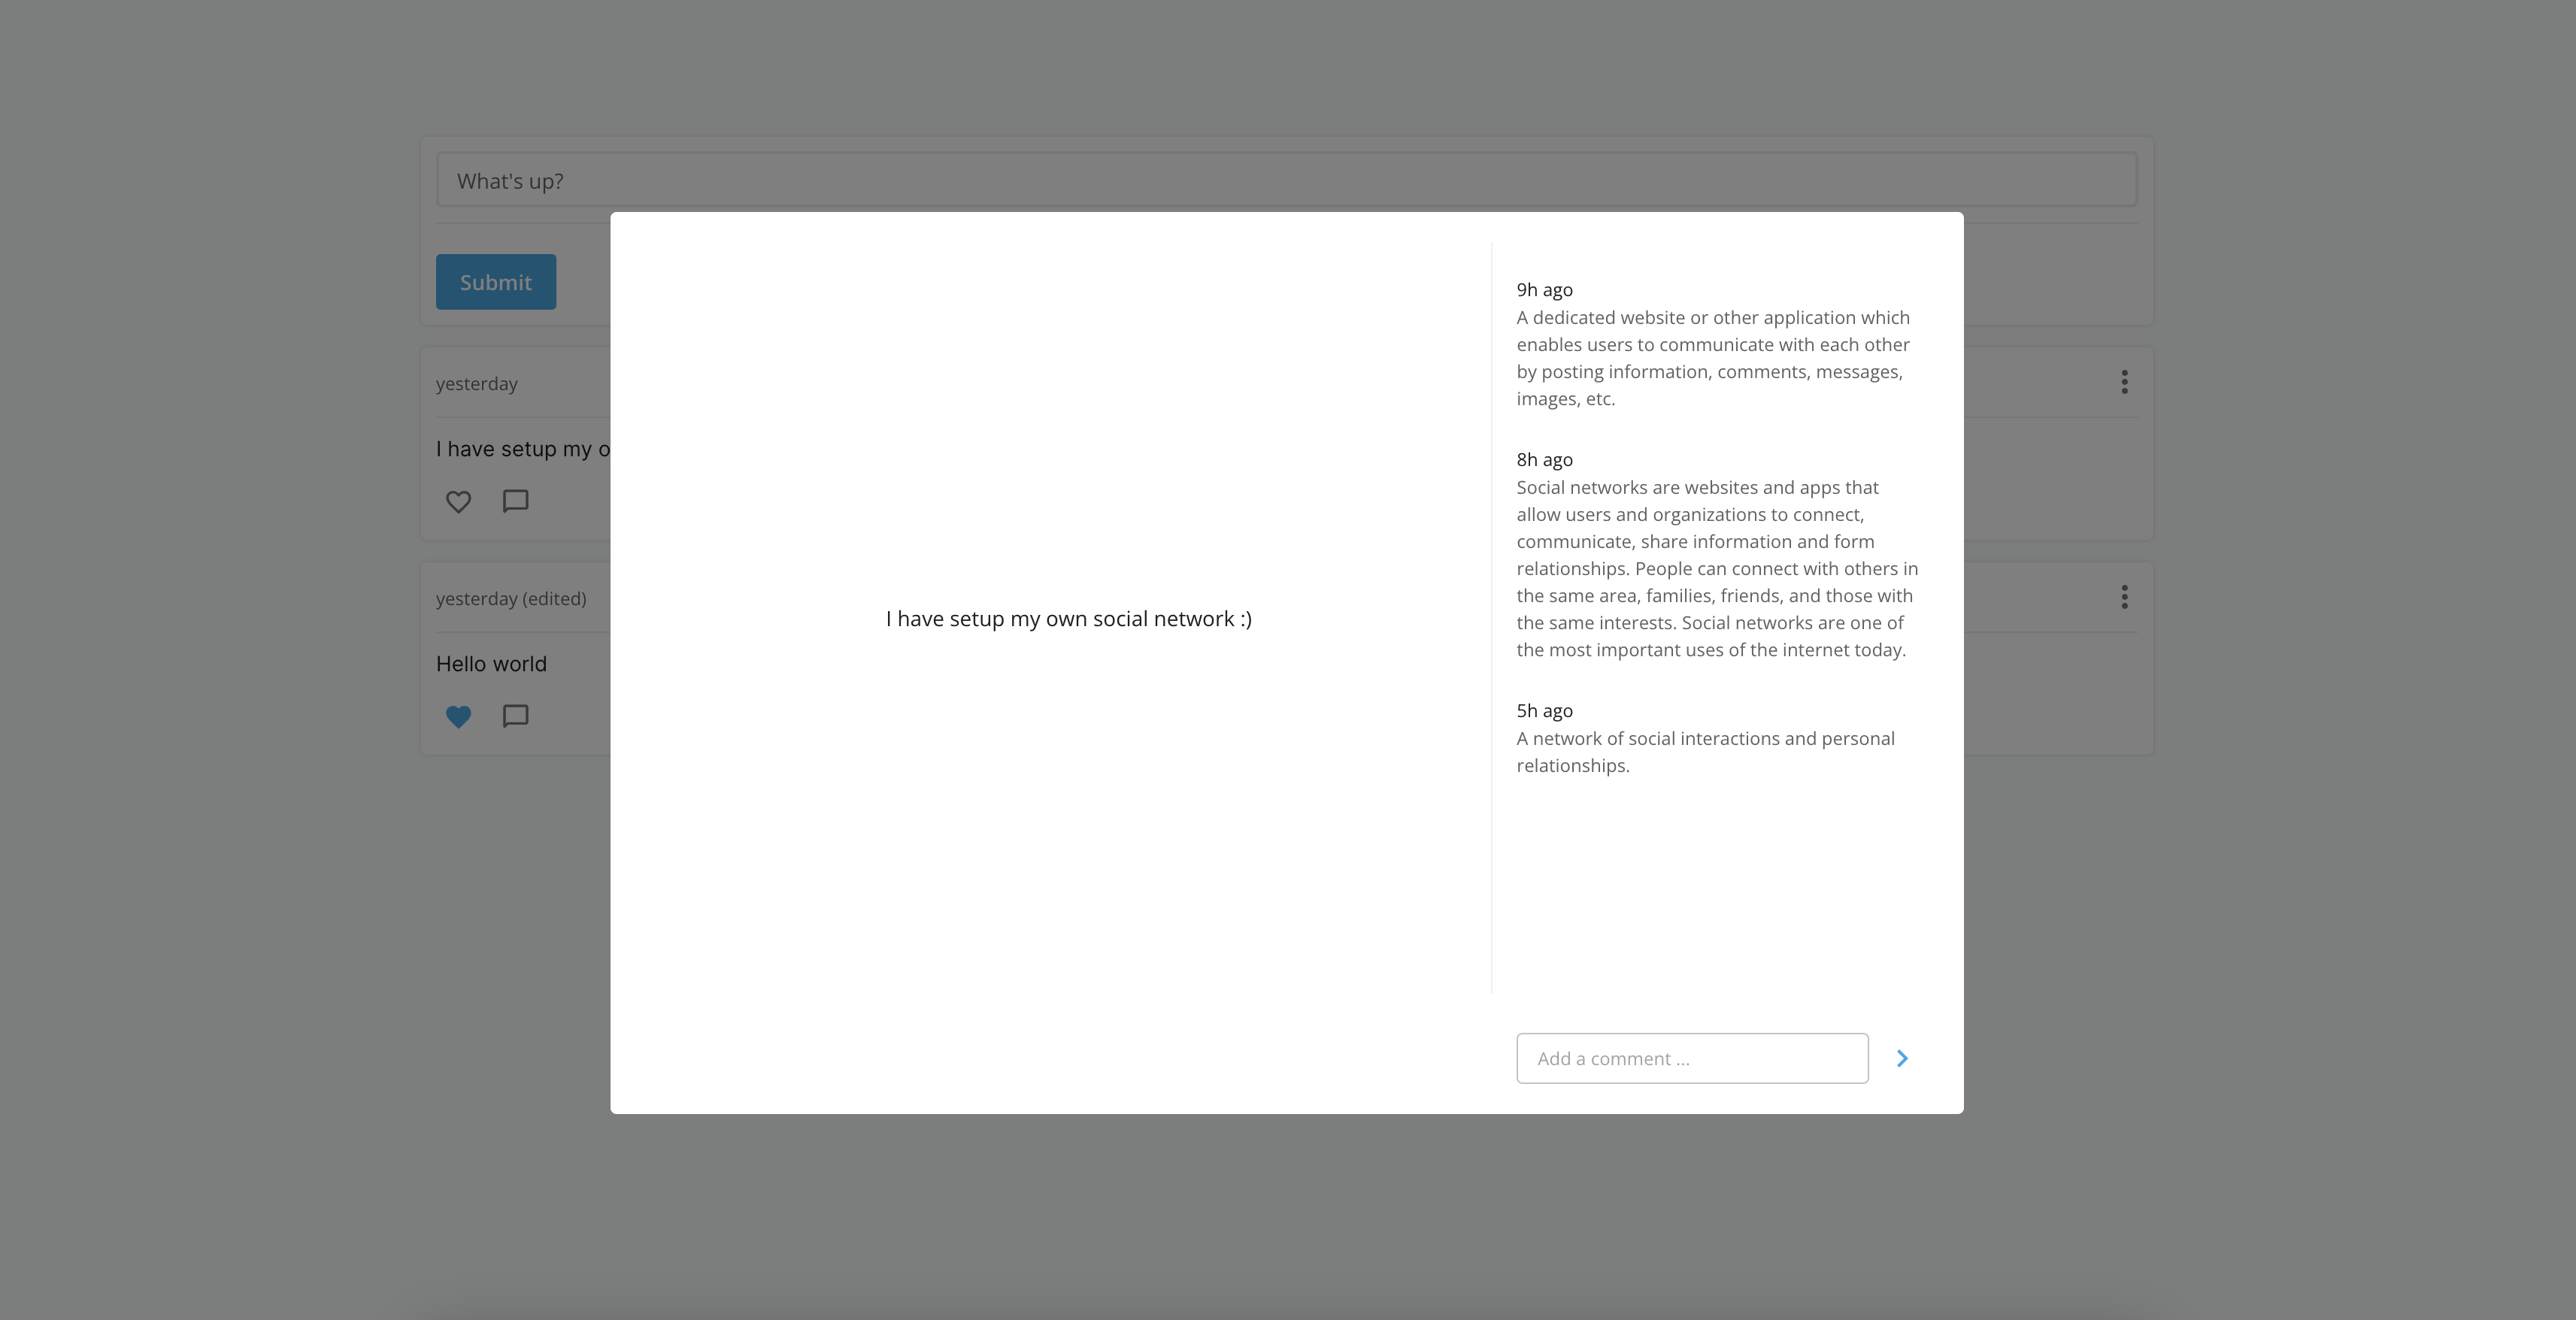 What's up?
Submit
yesterday
I have setup my o
yesterday (edited)
Hello world
I have setup my own social network :)
9h ago
A dedicated website or other application which
enables users to communicate with each other
by posting information, comments, messages,
images, etc.
8h ago
Social networks are websites and apps that
allow users and organizations to connect,
communicate, share information and form
relationships. People can connect with others in
the same area, families, friends, and those with
the same interests. Social networks are one of
the most important uses of the internet today.
5h ago
A network of social interactions and personal
relationships.
Add a comment ...